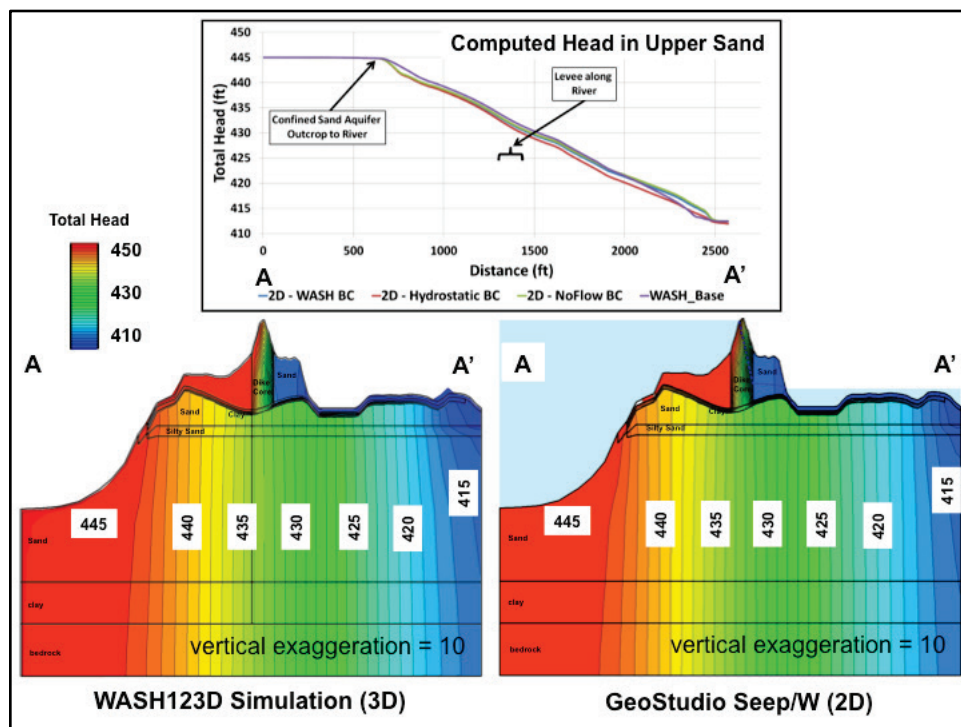 Computed Head in Upper Sand
450
445
440
435
430
425
420
415
410
Total Head (ft)
Confined Sand Aquifer
Outcrop to River
Levee along
River
0
500
1000
1500
2000
2500
A
Distance (ft)
A'
2D - WASH BC
2D - Hydrostatic BC
2D - NoFlow BC
WASH_Base
Total Head
450
430
410
A
A'
Sand
Dike
Core
Sand
Clay
Silty Sand
445
440
435
430
425
420
415
Sand
clay
bedrock
vertical exaggeration = 10
WASH123D Simulation (3D)
A
A'
Sand
Dike
Core
Sand
Clay
Silty Sand
445
440
435
430
425
420
415
Sand
clay
bedrock
vertical exaggeration = 10
GeoStudio Seep/W (2D)